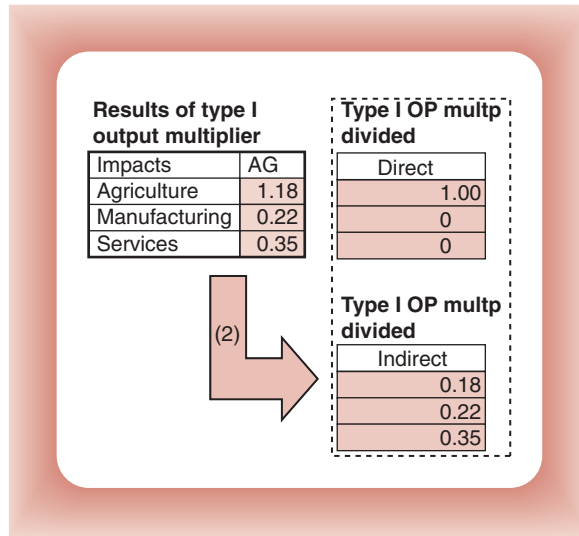 Results of type I
output multiplier
Impacts AG
Agriculture 1.18
Manufacturing 0.22
Services 0.35
(2)
Type I OP multp
divided
Direct
1.00
0
0
Type I OP multp
divided
Indirect
0.18
0.22
0.35